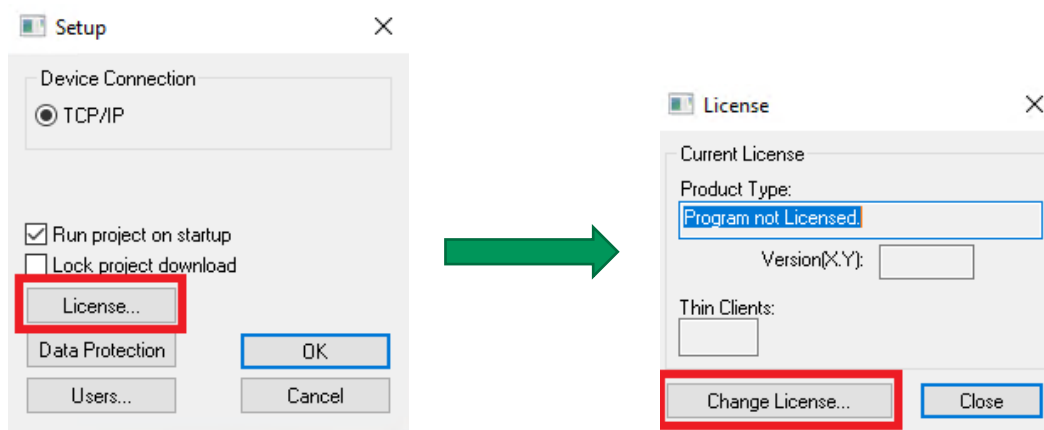 Setup
Device Connection
TCP/IP
Run project on startup
Lock project download
License...
Data Protection
OK
Users...
Cancel
License
Current License
Product Type:
Program not Licensed.
Version(X.Y):
Thin Clients:
Change License...
Close